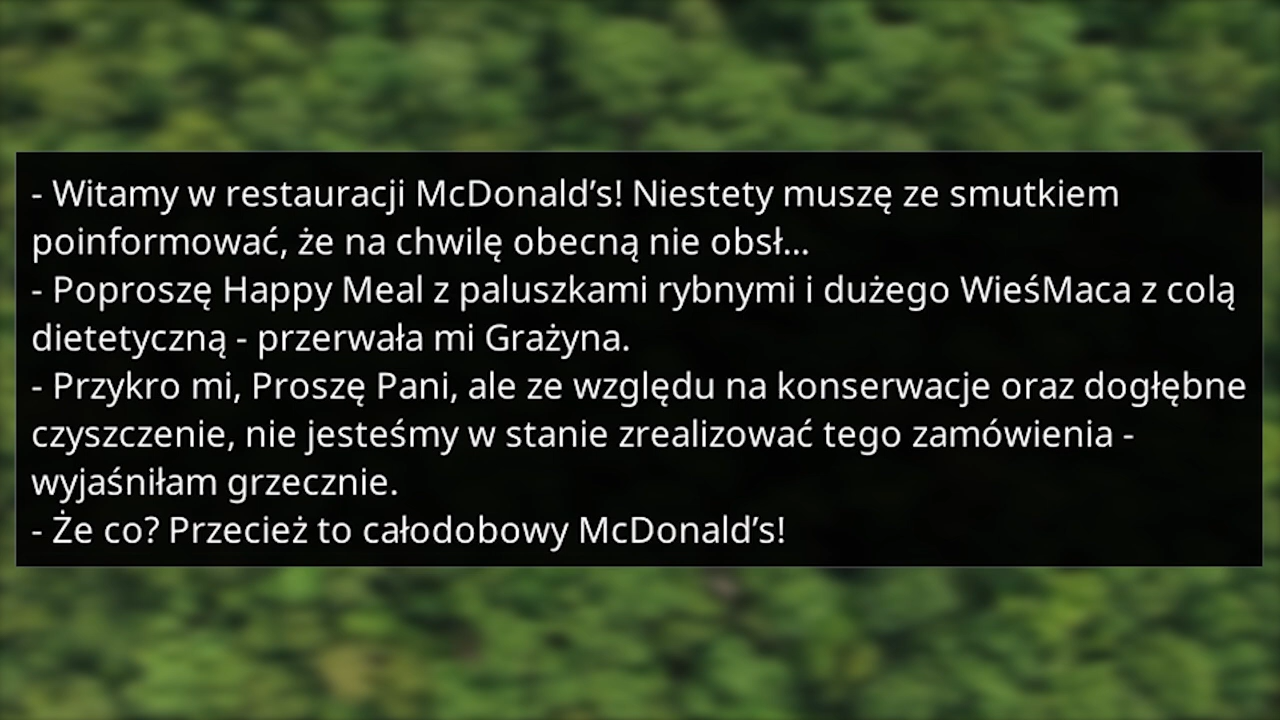 - Witamy w restauracji McDonald’s! Niestety muszę ze smutkiem
poinformować, że na chwilę obecną nie obsł...
- Poproszę Happy Meal z paluszkami rybnymi i dużego WieśMaca z colą
dietetyczną - przerwała mi Grażyna.
- Przykro mi, Proszę Pani, ale ze względu na konserwacje oraz dogłębne
czyszczenie, nie jesteśmy w stanie zrealizować tego zamówienia -
wyjaśniłam grzecznie.
- Że co? Przecież to całodobowy McDonald’s!